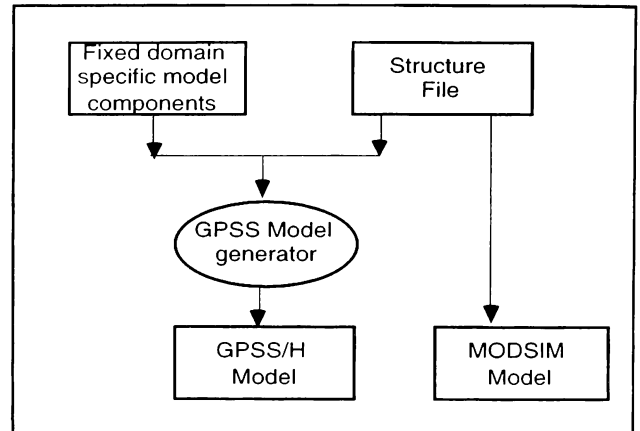 Fixed domain
specific model
components
Structure
File
GPSS Model
generator
GPSS/H
Model
MODSIM
Model